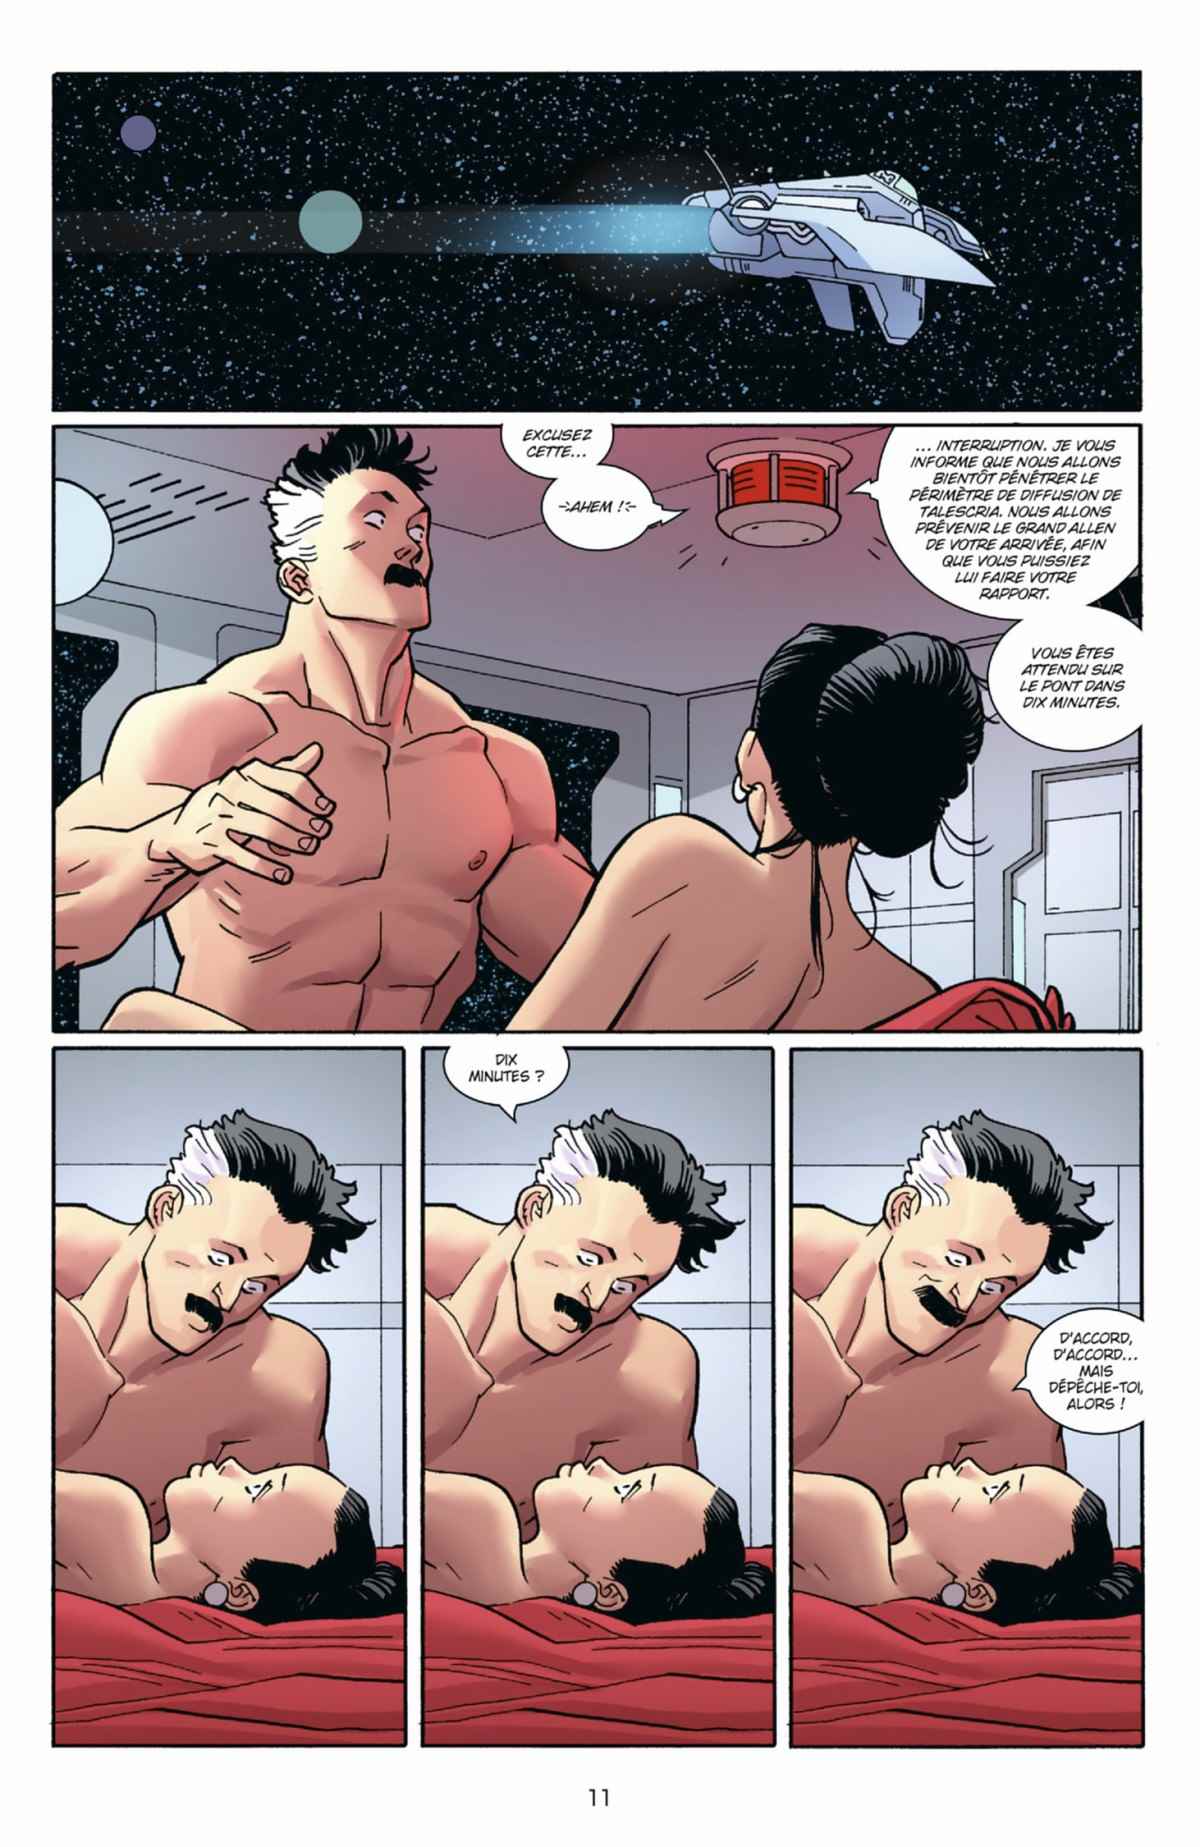 EXCUSEZ
CETTE...
AHEM !
... INTERRUPTION. JE VOUS
INFORME QUE NOUS ALLONS
BIENTÔT PÉNÉTRER LE
PÉRIMÈTRE DE DIFFUSION DE
TALESCRIA. NOUS ALLONS
PRÉVENIR LE GRAND ALLEN
DE VOTRE ARRIVÉE, AFIN
QUE VOUS PUISSIEZ
LUI FAIRE VOTRE
RAPPORT.
VOUS ÊTES
ATTENDU SUR
LE PONT DANS
DIX MINUTES.
DIX
MINUTES ?
D'ACCORD,
D'ACCORD...
MAIS
DÉPÊCHE-TOI,
ALORS !
11